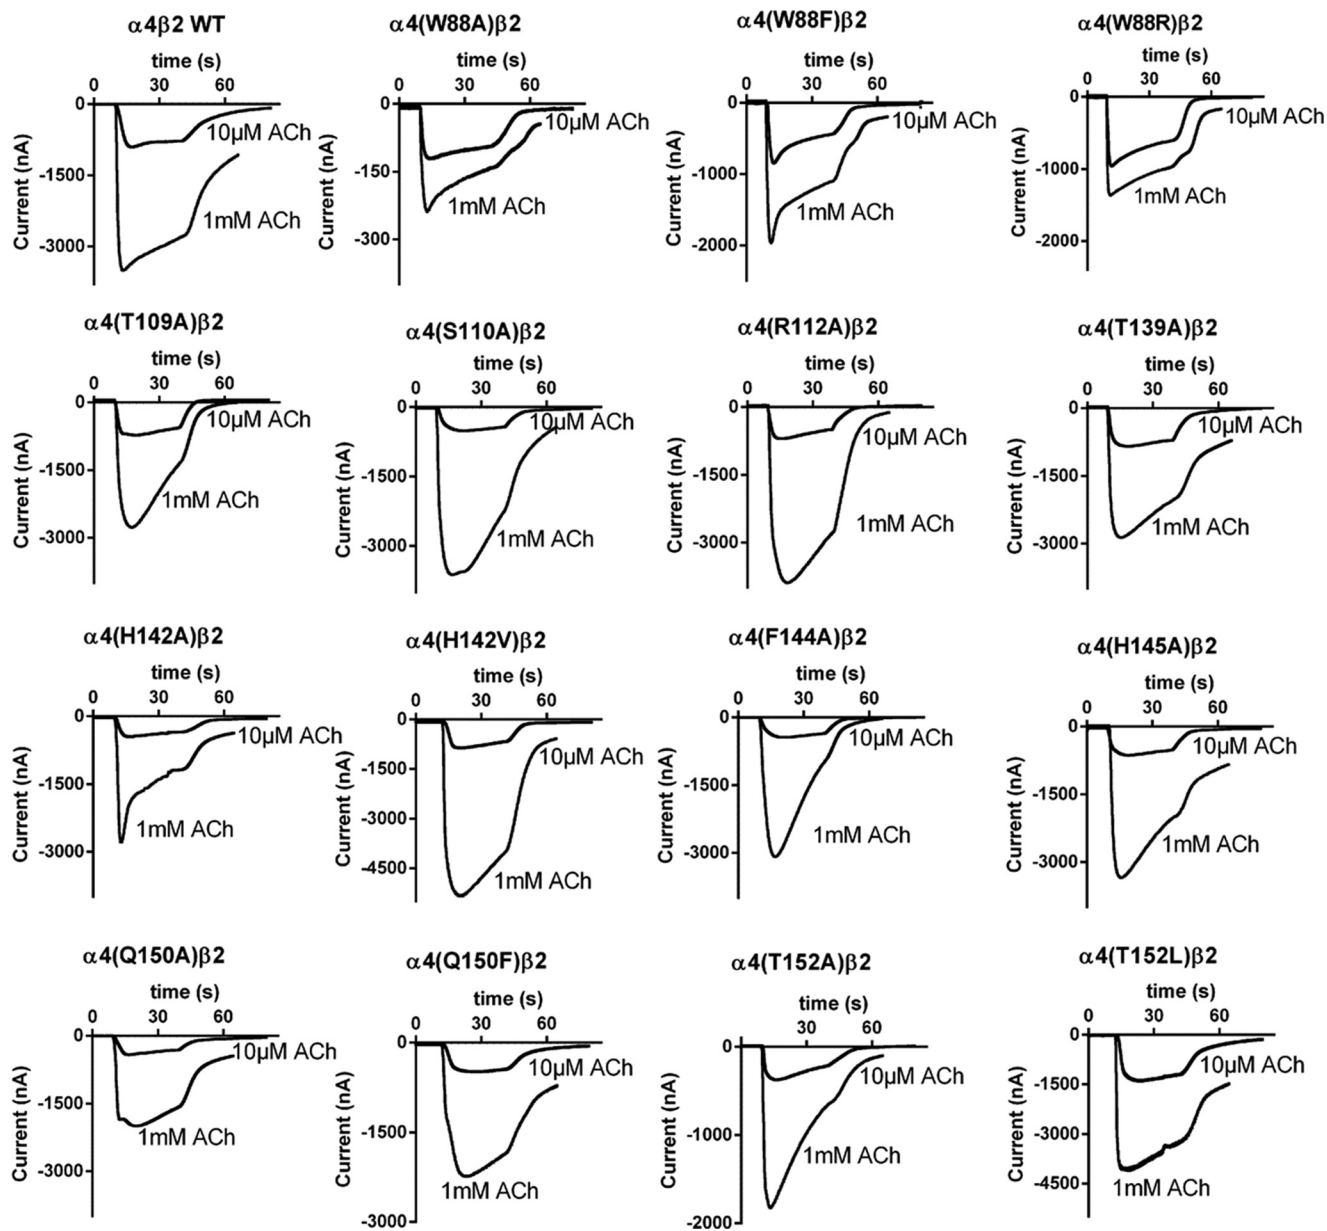 α4β2 WT
time (s)
0 30 60
0
-1500
-3000
Current (nA)
10µM ACh
1mM ACh
α4(W88A)β2
time (s)
0 30 60
0
-150
-300
Current (nA)
10µM ACh
1mM ACh
α4(W88F)β2
time (s)
0 30 60
0
-1000
-2000
Current (nA)
10µM ACh
1mM ACh
α4(W88R)β2
time (s)
0 30 60
0
-1000
-2000
Current (nA)
10µM ACh
1mM ACh
α4(T109A)β2
time (s)
0 30 60
0
-1500
-3000
Current (nA)
10µM ACh
1mM ACh
α4(S110A)β2
time (s)
0 30 60
0
-1500
-3000
Current (nA)
10µM ACh
1mM ACh
α4(R112A)β2
time (s)
0 30 60
0
-1500
-3000
Current (nA)
10µM ACh
1mM ACh
α4(T139A)β2
time (s)
0 30 60
0
-1500
-3000
Current (nA)
10µM ACh
1mM ACh
α4(H142A)β2
time (s)
0 30 60
0
-1500
-3000
Current (nA)
10µM ACh
1mM ACh
α4(H142V)β2
time (s)
0 30 60
0
-1500
-3000
-4500
Current (nA)
10µM ACh
1mM ACh
α4(F144A)β2
time (s)
0 30 60
0
-1500
-3000
Current (nA)
10µM ACh
1mM ACh
α4(H145A)β2
time (s)
0 30 60
0
-1500
-3000
Current (nA)
10µM ACh
1mM ACh
α4(Q150A)β2
time (s)
0 30 60
0
-1500
-3000
Current (nA)
10µM ACh
1mM ACh
α4(Q150F)β2
time (s)
0 30 60
0
-1500
-3000
Current (nA)
10µM ACh
1mM ACh
α4(T152A)β2
time (s)
0 30 60
0
-1000
-2000
Current (nA)
10µM ACh
1mM ACh
α4(T152L)β2
time (s)
0 30 60
0
-1500
-3000
-4500
Current (nA)
10µM ACh
1mM ACh